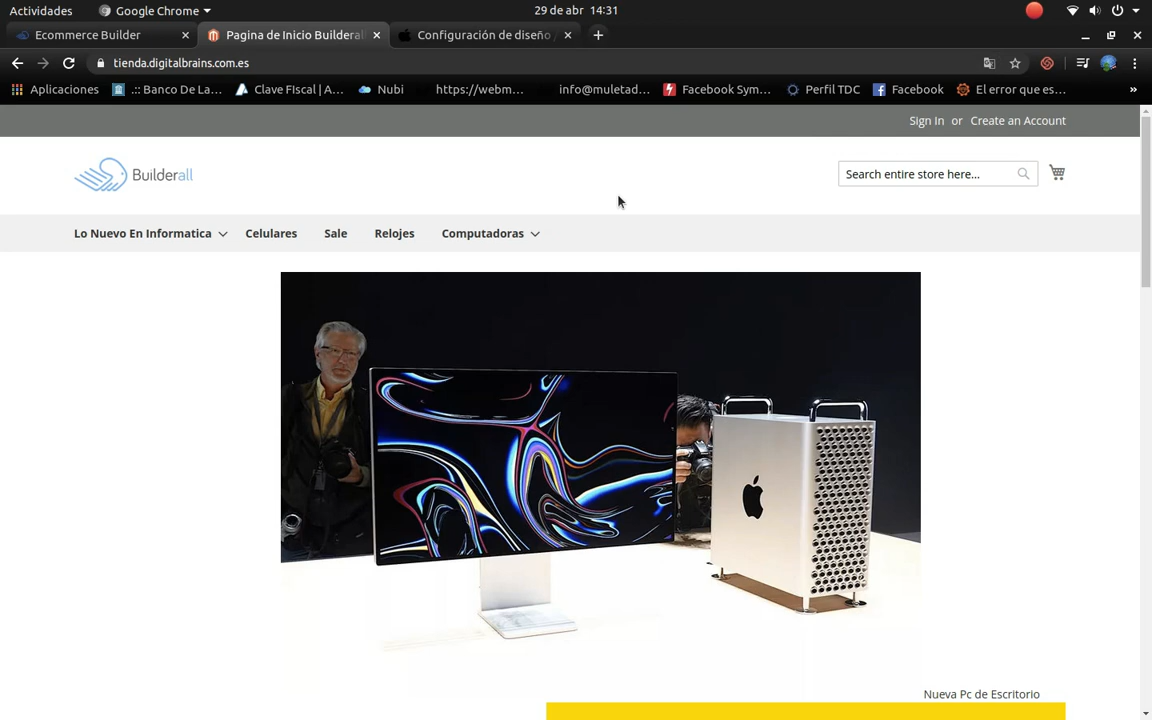 Actividades
Google Chrome
29 de abr 14:31
Ecommerce Builder
Pagina de Inicio Builderall
Configuración de diseño /
tienda.digitalbrains.com.es
Aplicaciones
.:: Banco De La...
Clave FIscal | A...
Nubi
https://webm...
info@muletad...
Facebook Sym...
Perfil TDC
Facebook
El error que es...
»
Sign In or Create an Account
Builderall
Search entire store here...
Lo Nuevo En Informatica
Celulares
Sale
Relojes
Computadoras
Nueva Pc de Escritorio